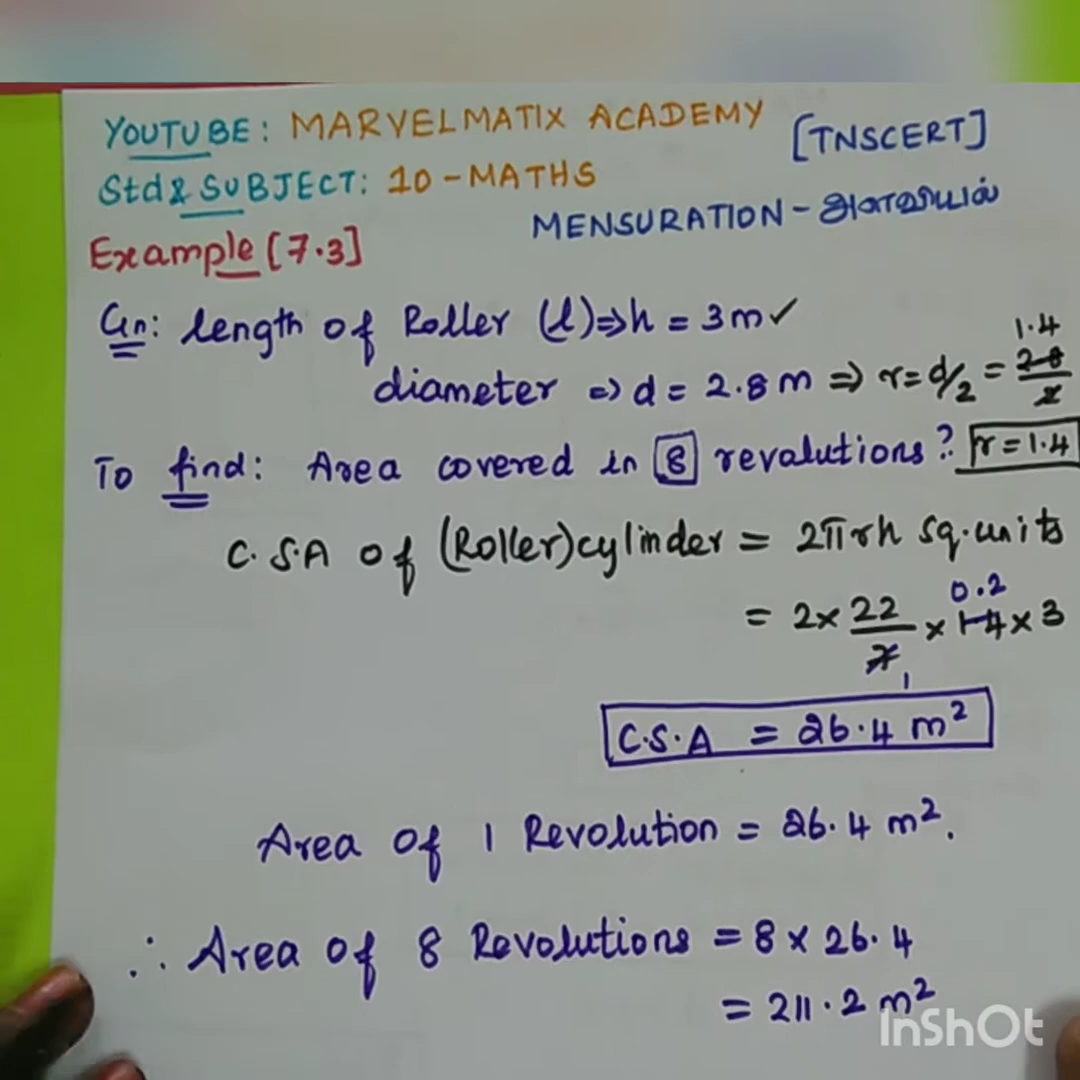 YOUTUBE: MARVELMATIX ACADEMY [TNSCERT]
Std & SUBJECT: 10 - MATHS
MENSURATION - அளவியல்
Example [7.3]
Gn: length of Roller (l) => h = 3m ✓
diameter => d = 2.8 m => r = d/2 = 2.8/2 1.4
To find: Area covered in 8 revalutions? r = 1.4
C.S.A of (Roller) cylinder = 2πrh sq.units
= 2 × 22/7 × 1.4 × 3 0.2 1
C.S.A = 26.4 m²
Area of 1 Revolution = 26.4 m².
∴ Area of 8 Revolutions = 8 × 26.4
= 211.2 m²
InShOt